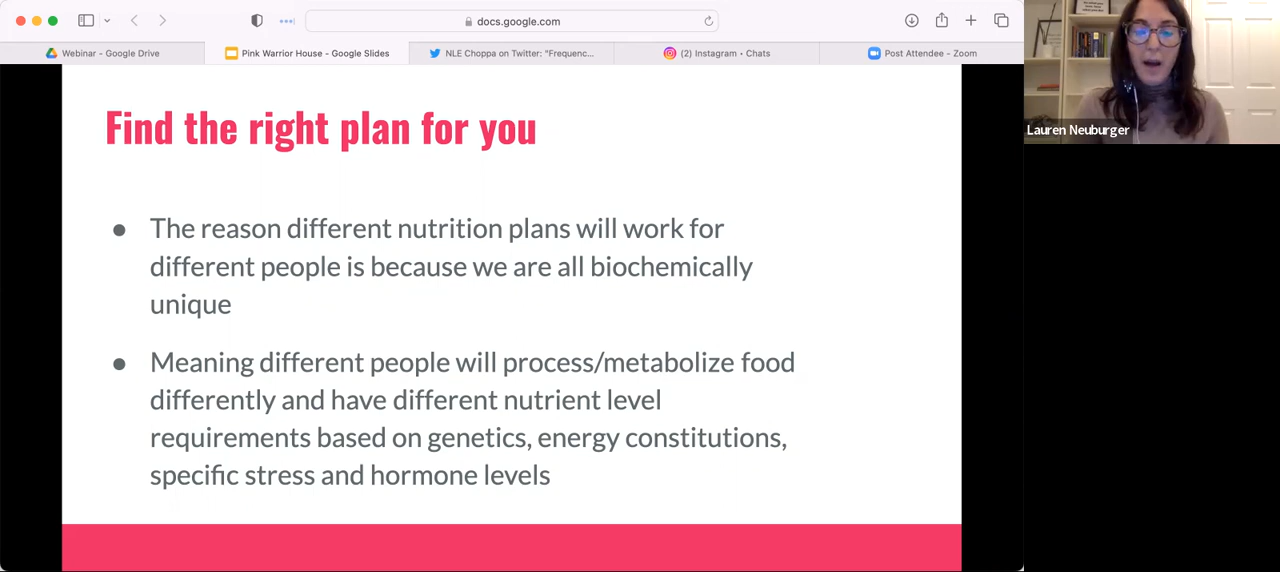 docs.google.com
Webinar - Google Drive
Pink Warrior House - Google Slides
NLE Choppa on Twitter: "Frequenc...
(2) Instagram • Chats
Post Attendee - Zoom
Lauren Neuburger
Find the right plan for you
● The reason different nutrition plans will work for
different people is because we are all biochemically
unique
● Meaning different people will process/metabolize food
differently and have different nutrient level
requirements based on genetics, energy constitutions,
specific stress and hormone levels